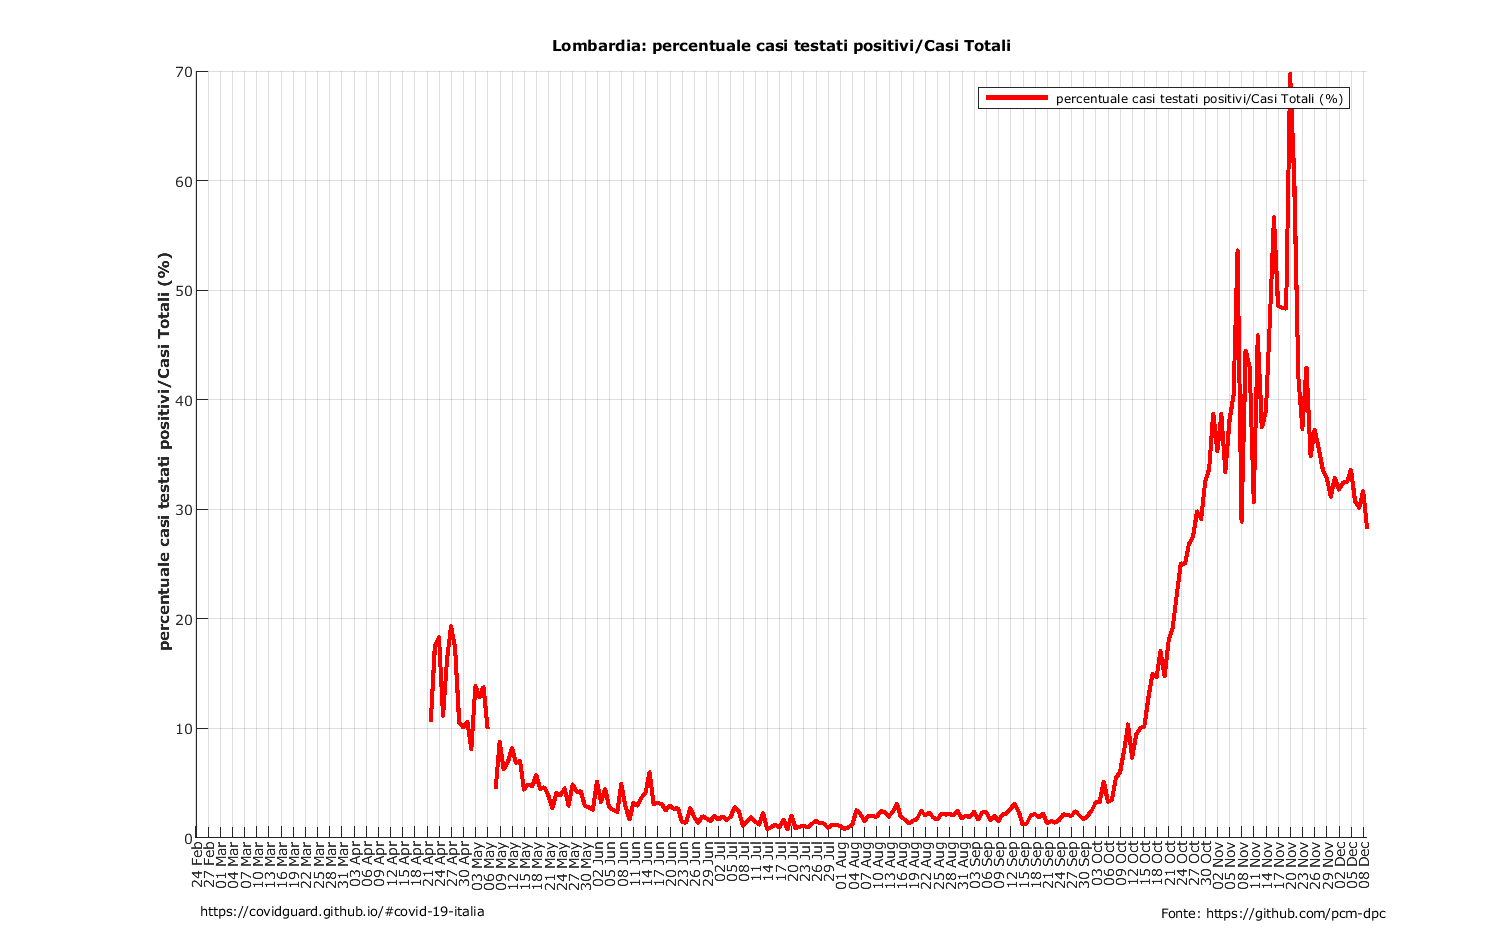 Lombardia: percentuale casi testati positivi/Casi Totali
percentuale casi testati positivi/Casi Totali (%)
percentuale casi testati positivi/Casi Totali (%)
70
60
50
40
30
20
10
0
24 Feb
27 Feb
01 Mar
04 Mar
07 Mar
10 Mar
13 Mar
16 Mar
19 Mar
22 Mar
25 Mar
28 Mar
31 Mar
03 Apr
06 Apr
09 Apr
12 Apr
15 Apr
18 Apr
21 Apr
24 Apr
27 Apr
30 Apr
03 May
06 May
09 May
12 May
15 May
18 May
21 May
24 May
27 May
30 May
02 Jun
05 Jun
08 Jun
11 Jun
14 Jun
17 Jun
20 Jun
23 Jun
26 Jun
29 Jun
02 Jul
05 Jul
08 Jul
11 Jul
14 Jul
17 Jul
20 Jul
23 Jul
26 Jul
29 Jul
01 Aug
04 Aug
07 Aug
10 Aug
13 Aug
16 Aug
19 Aug
22 Aug
25 Aug
28 Aug
31 Aug
03 Sep
06 Sep
09 Sep
12 Sep
15 Sep
18 Sep
21 Sep
24 Sep
27 Sep
30 Sep
03 Oct
06 Oct
09 Oct
12 Oct
15 Oct
18 Oct
21 Oct
24 Oct
27 Oct
30 Oct
02 Nov
05 Nov
08 Nov
11 Nov
14 Nov
17 Nov
20 Nov
23 Nov
26 Nov
29 Nov
02 Dec
05 Dec
08 Dec
https://covidguard.github.io/#covid-19-italia
Fonte: https://github.com/pcm-dpc